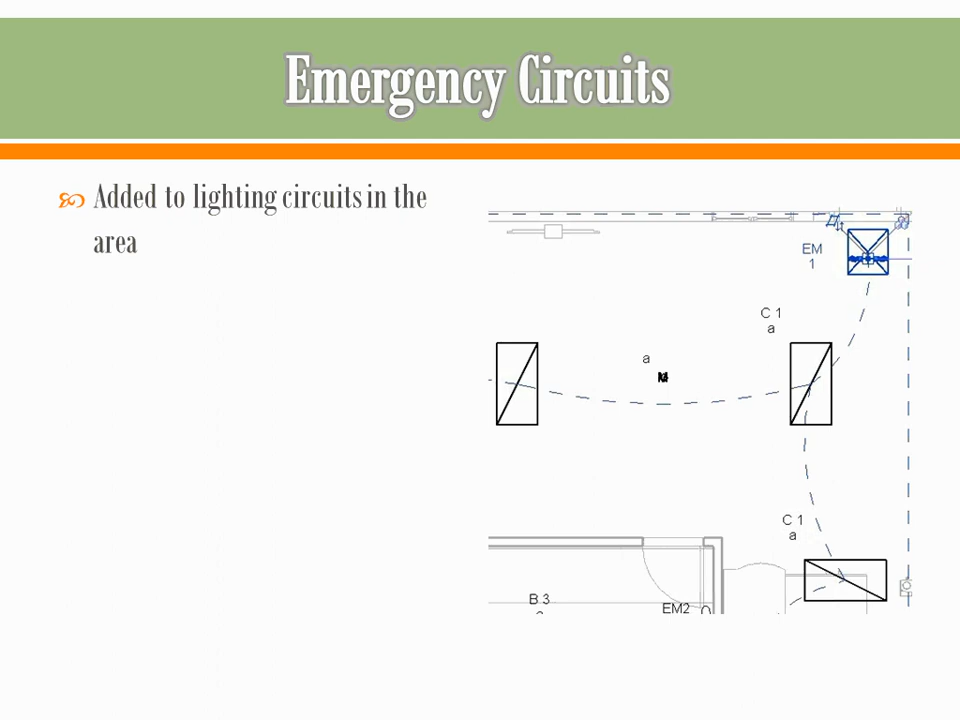 Emergency Circuits
Added to lighting circuits in the
area
EM
1
C 1
a
a
C 1
a
B 3
EM2